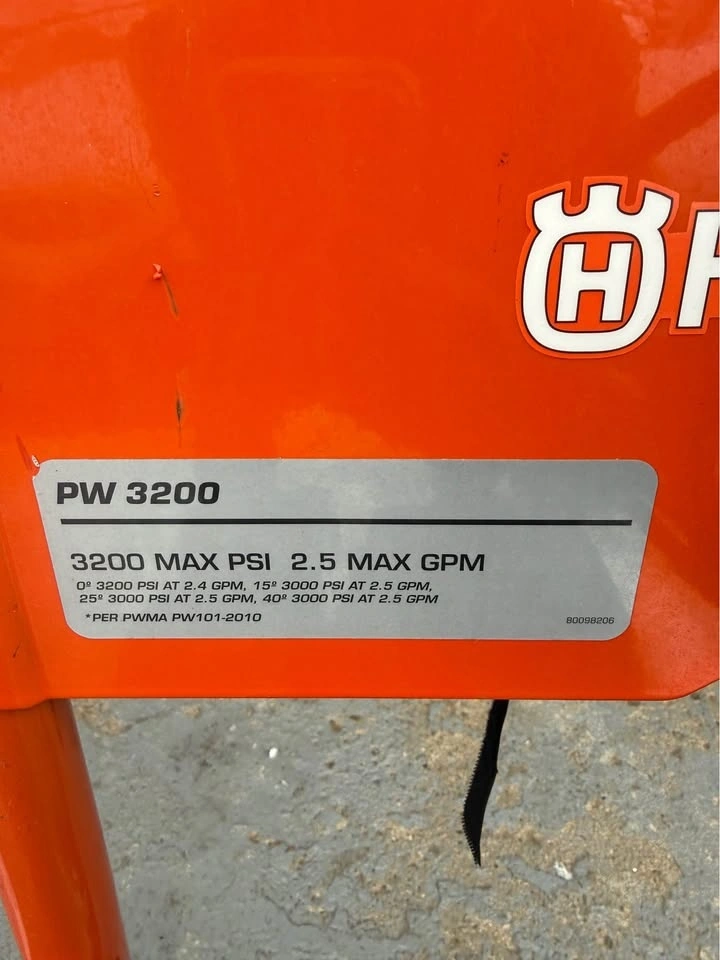 H
PW 3200
3200 MAX PSI 2.5 MAX GPM
0º 3200 PSI AT 2.4 GPM, 15º 3000 PSI AT 2.5 GPM,
25º 3000 PSI AT 2.5 GPM, 40º 3000 PSI AT 2.5 GPM
*PER PWMA PW101-2010
80098206